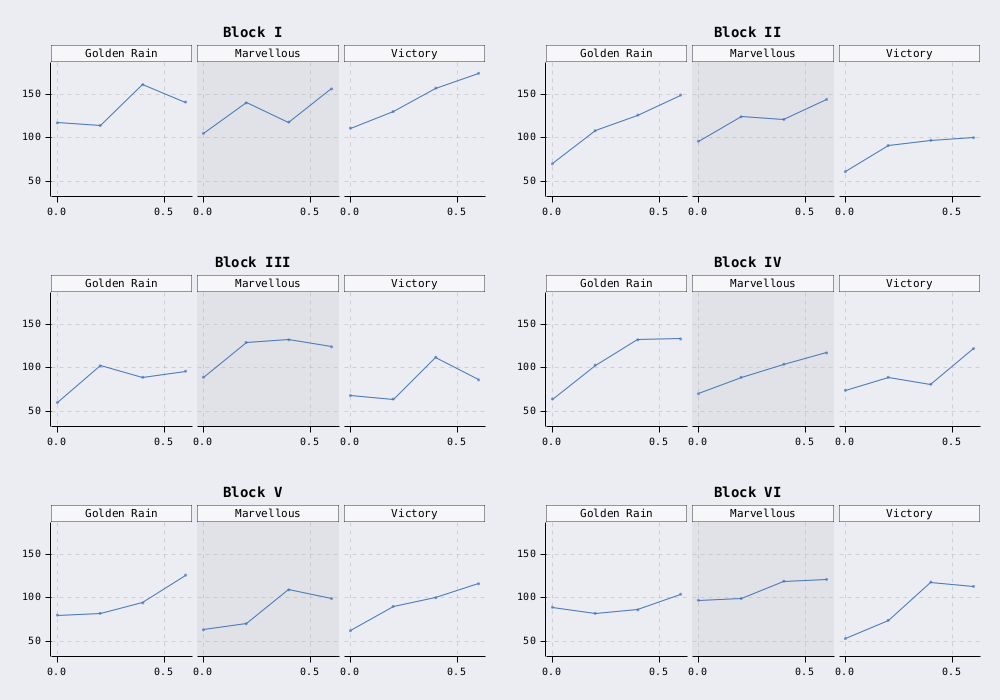 Block I Block II
Golden Rain Marvellous Victory Golden Rain Marvellous Victory
150 150
100 100
50 50
0.0 0.5 0.0 0.5 0.0 0.5 0.0 0.5 0.0 0.5 0.0 0.5
Block III Block IV
Golden Rain Marvellous Victory Golden Rain Marvellous Victory
150 150
100 100
50 50
0.0 0.5 0.0 0.5 0.0 0.5 0.0 0.5 0.0 0.5 0.0 0.5
Block V Block VI
Golden Rain Marvellous Victory Golden Rain Marvellous Victory
150 150
100 100
50 50
0.0 0.5 0.0 0.5 0.0 0.5 0.0 0.5 0.0 0.5 0.0 0.5